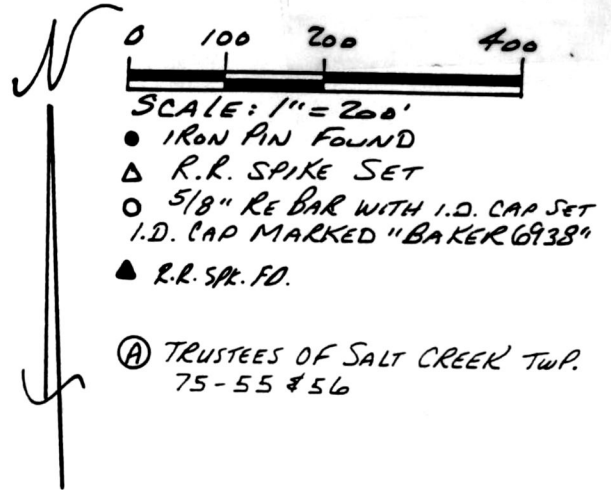 N
0 100 200 400
SCALE: 1" = 200'
IRON PIN FOUND
R.R. SPIKE SET
5/8" RE BAR WITH I.D. CAP SET
I.D. CAP MARKED "BAKER 6938"
R.R. SPK. FD.
A TRUSTEES OF SALT CREEK TWP.
75-55 & 56